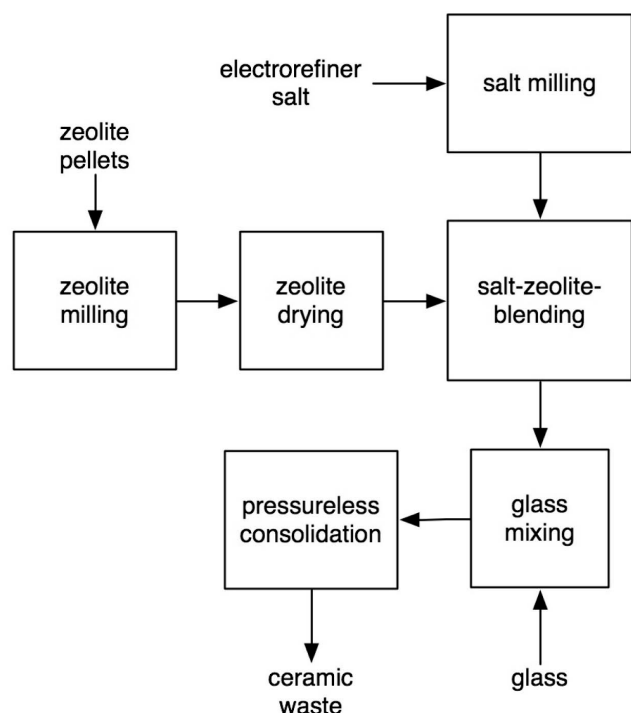 electrorefiner
salt
salt milling
zeolite
pellets
zeolite
milling
zeolite
drying
salt-zeolite-
blending
pressureless
consolidation
glass
mixing
ceramic
waste
glass